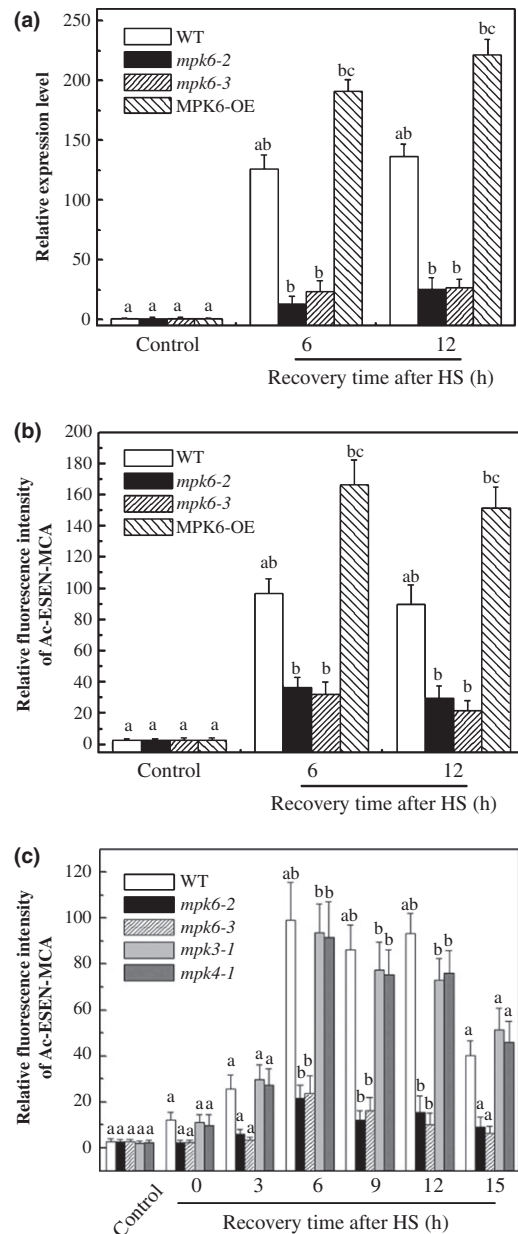 (a)
WT
mpk6-2
mpk6-3
MPK6-OE
Relative expression level
250
200
150
100
50
0
a a a a
ab b b bc
ab b b bc
Control 6 12
Recovery time after HS (h)
(b)
WT
mpk6-2
mpk6-3
MPK6-OE
Relative fluorescence intensity
of Ac-ESEN-MCA
200
180
160
140
120
100
80
60
40
20
0
a a a a
ab b b bc
ab b b bc
Control 6 12
Recovery time after HS (h)
(c)
WT
mpk6-2
mpk6-3
mpk3-1
mpk4-1
Relative fluorescence intensity
of Ac-ESEN-MCA
120
100
80
60
40
20
0
a a a a a
a a a a a
a a a a a
ab b b b b
ab b b b b
ab b b b b
a a a a a
Control 0 3 6 9 12 15
Recovery time after HS (h)